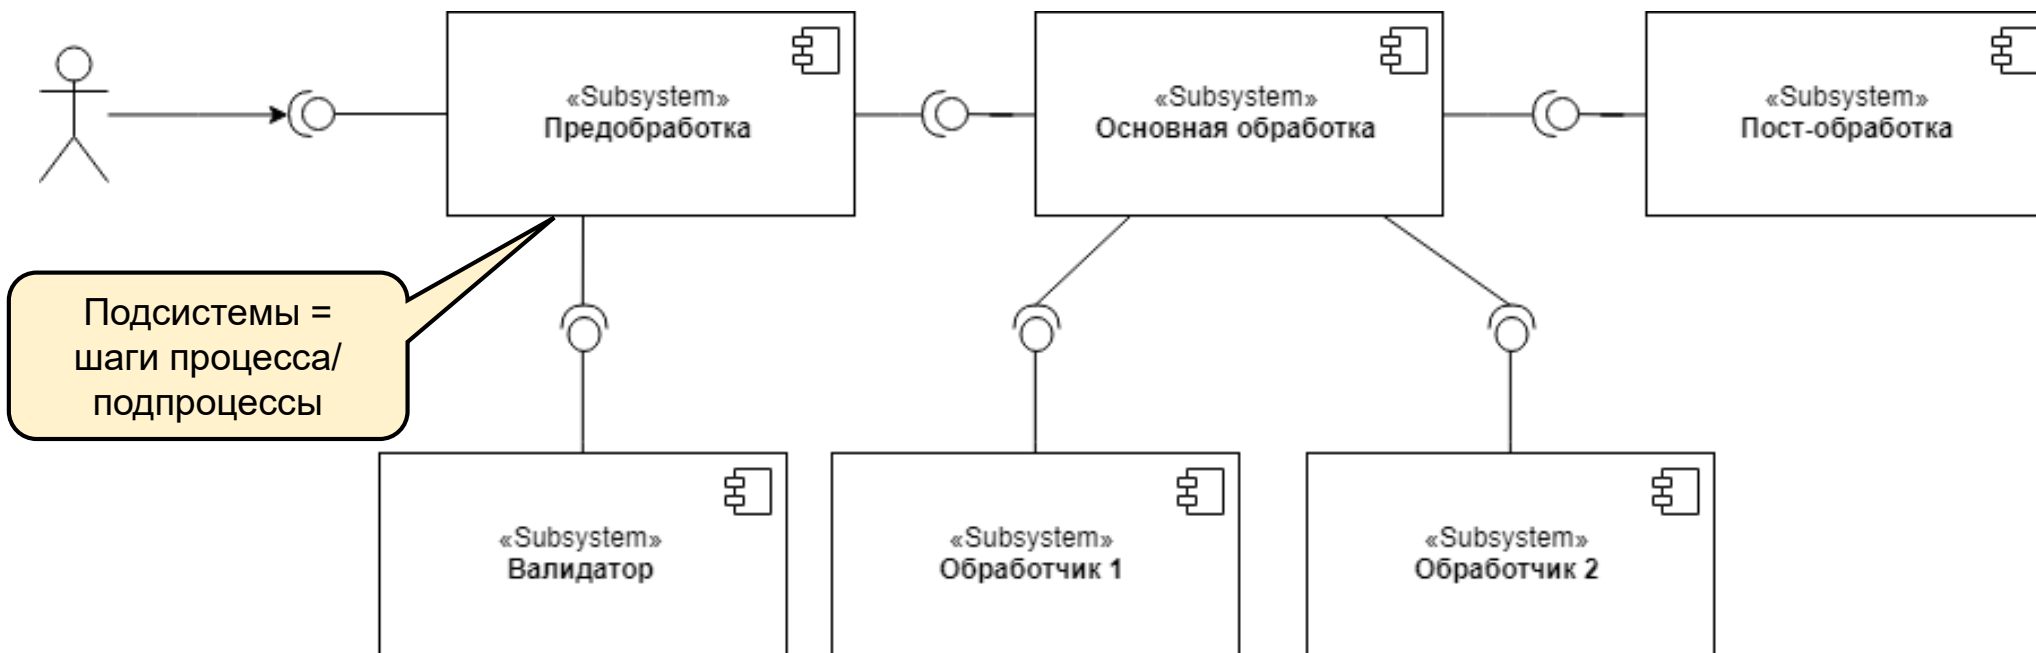 «Subsystem»
Предобработка
«Subsystem»
Основная обработка
«Subsystem»
Пост-обработка
Подсистемы =
шаги процесса/
подпроцессы
«Subsystem»
Валидатор
«Subsystem»
Обработчик 1
«Subsystem»
Обработчик 2